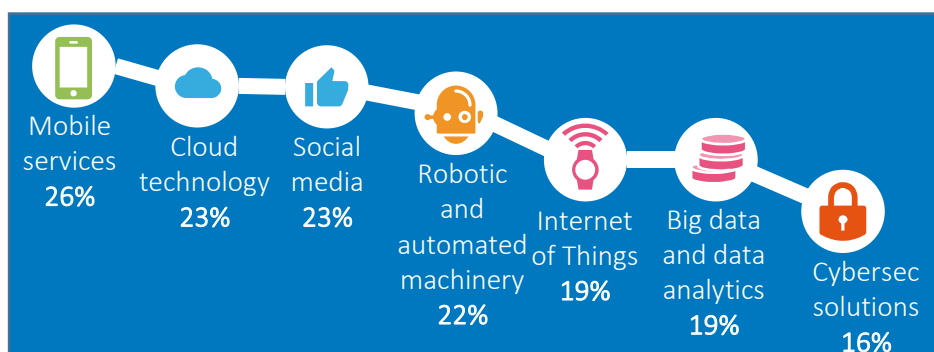 Mobile
services
26%
Cloud
technology
23%
Social
media
23%
Robotic
and
automated
machinery
22%
Internet
of Things
19%
Big data
and data
analytics
19%
Cybersec
solutions
16%